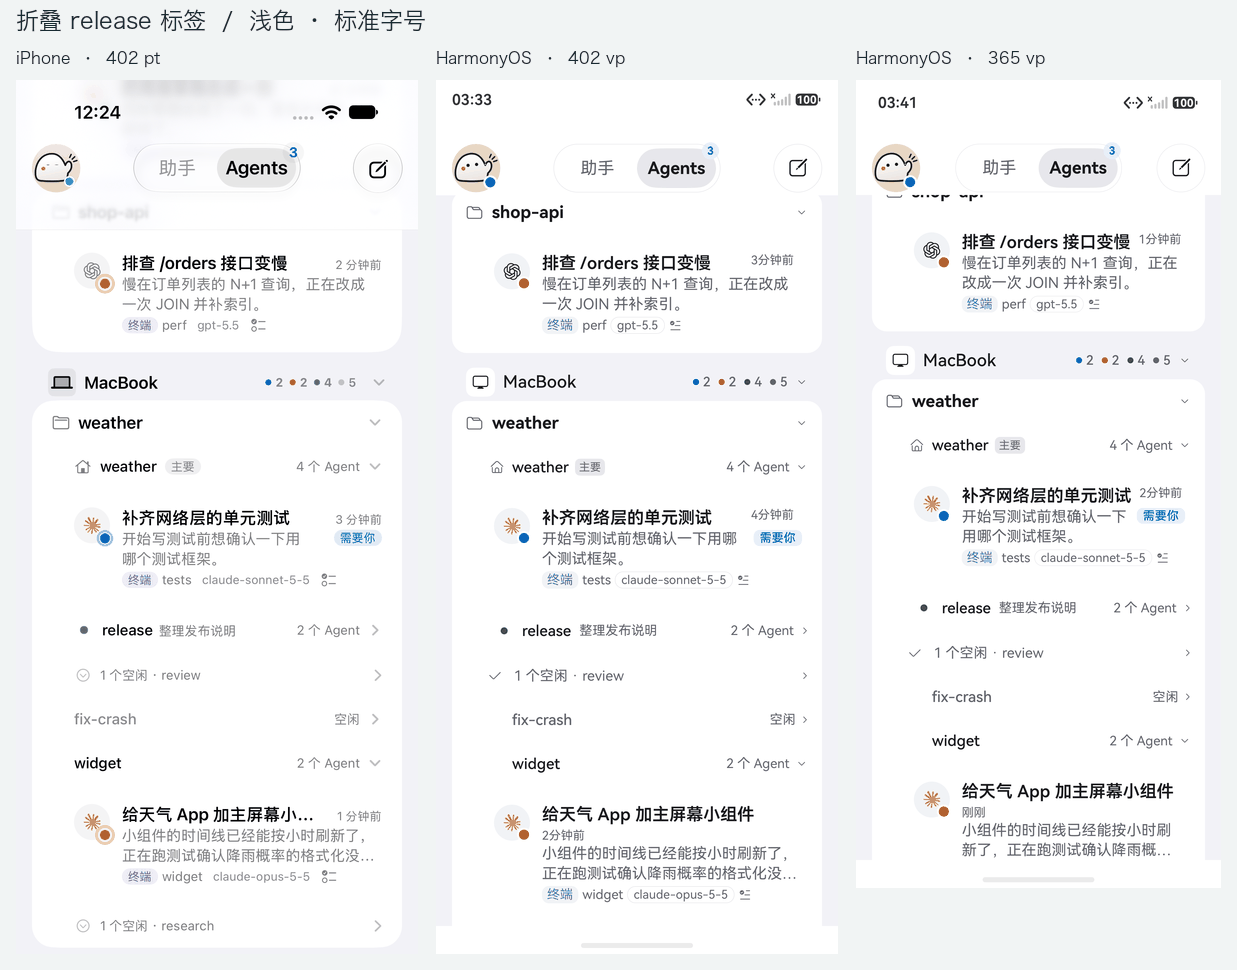 折叠 release 标签 / 浅色 · 标准字号
iPhone · 402 pt
12:24
助手
Agents
3
shop-api
排查 /orders 接口变慢
2 分钟前
慢在订单列表的 N+1 查询，正在改成
一次 JOIN 并补索引。
终端 perf gpt-5.5
MacBook
2 2 4 5
weather
weather 主要
4 个 Agent
补齐网络层的单元测试
3 分钟前
开始写测试前想确认一下用
需要你
哪个测试框架。
终端 tests claude-sonnet-5-5
release 整理发布说明
2 个 Agent
1 个空闲 · review
fix-crash
空闲
widget
2 个 Agent
给天气 App 加主屏幕小…
1 分钟前
小组件的时间线已经能按小时刷新了，
正在跑测试确认降雨概率的格式化没…
终端 widget claude-opus-5-5
1 个空闲 · research
HarmonyOS · 402 vp
03:33
100
助手
Agents
3
shop-api
排查 /orders 接口变慢
3分钟前
慢在订单列表的 N+1 查询，正在改成
一次 JOIN 并补索引。
终端 perf gpt-5.5
MacBook
2 2 4 5
weather
weather 主要
4 个 Agent
补齐网络层的单元测试
4分钟前
开始写测试前想确认一下用哪
需要你
个测试框架。
终端 tests claude-sonnet-5-5
release 整理发布说明
2 个 Agent
1 个空闲 · review
fix-crash
空闲
widget
2 个 Agent
给天气 App 加主屏幕小组件
2分钟前
小组件的时间线已经能按小时刷新了，
正在跑测试确认降雨概率的格式化没…
终端 widget claude-opus-5-5
HarmonyOS · 365 vp
03:41
100
助手
Agents
3
shop-api
排查 /orders 接口变慢
1分钟前
慢在订单列表的 N+1 查询，正在
改成一次 JOIN 并补索引。
终端 perf gpt-5.5
MacBook
2 2 4 5
weather
weather 主要
4 个 Agent
补齐网络层的单元测试
2分钟前
开始写测试前想确认一下
需要你
用哪个测试框架。
终端 tests claude-sonnet-5-5
release 整理发布说明
2 个 Agent
1 个空闲 · review
fix-crash
空闲
widget
2 个 Agent
给天气 App 加主屏幕小组件
刚刚
小组件的时间线已经能按小时刷
新了，正在跑测试确认降雨概…